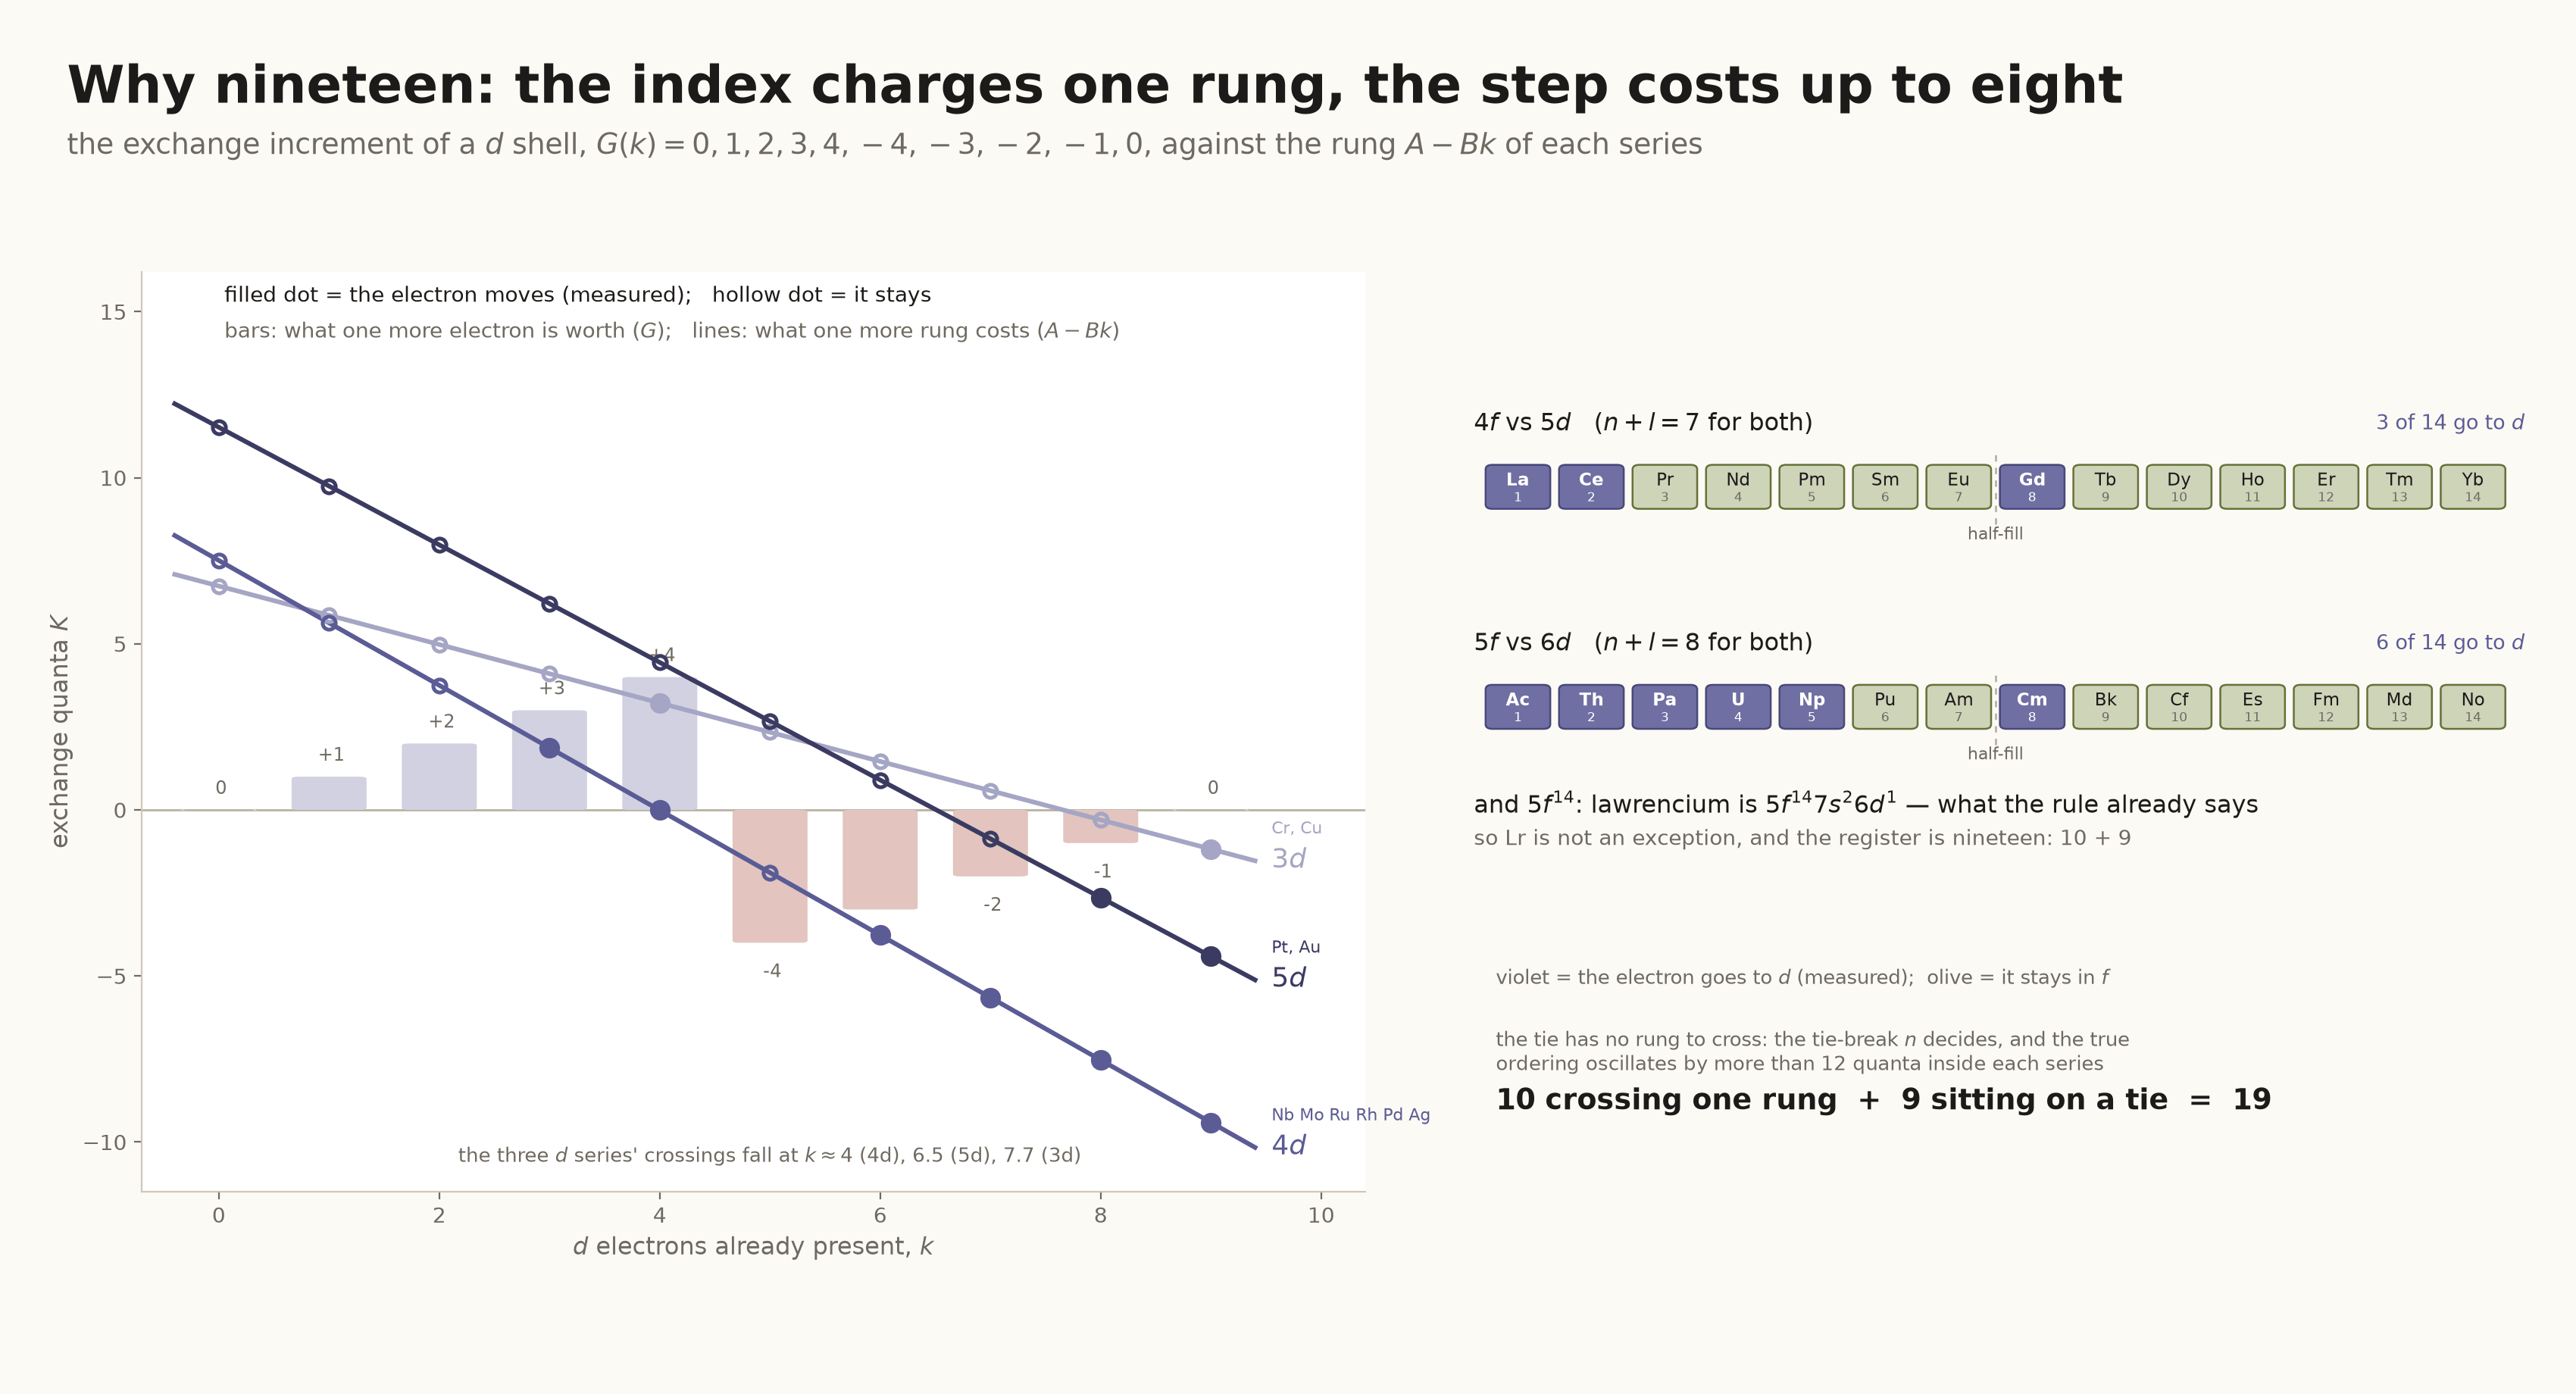 Why nineteen: the index charges one rung, the step costs up to eight
the exchange increment of a d shell, G(k) = 0, 1, 2, 3, 4, −4, −3, −2, −1, 0, against the rung A − Bk of each series
filled dot = the electron moves (measured);   hollow dot = it stays
bars: what one more electron is worth (G);   lines: what one more rung costs (A − Bk)
15
10
5
0
−5
−10
exchange quanta K
0
+1
+2
+3
+4
-4
-2
-1
0
Cr, Cu
3d
Pt, Au
5d
Nb Mo Ru Rh Pd Ag
4d
the three d series' crossings fall at k ≈ 4 (4d), 6.5 (5d), 7.7 (3d)
0 2 4 6 8 10
d electrons already present, k
4f vs 5d   (n + l = 7 for both)
3 of 14 go to d
La Ce Pr Nd Pm Sm Eu Gd Tb Dy Ho Er Tm Yb
1 2 3 4 5 6 7 8 9 10 11 12 13 14
half-fill
5f vs 6d   (n + l = 8 for both)
6 of 14 go to d
Ac Th Pa U Np Pu Am Cm Bk Cf Es Fm Md No
1 2 3 4 5 6 7 8 9 10 11 12 13 14
half-fill
and 5f¹⁴: lawrencium is 5f¹⁴7s²6d¹ — what the rule already says
so Lr is not an exception, and the register is nineteen: 10 + 9
violet = the electron goes to d (measured);  olive = it stays in f
the tie has no rung to cross: the tie-break n decides, and the true
ordering oscillates by more than 12 quanta inside each series
10 crossing one rung  +  9 sitting on a tie  =  19